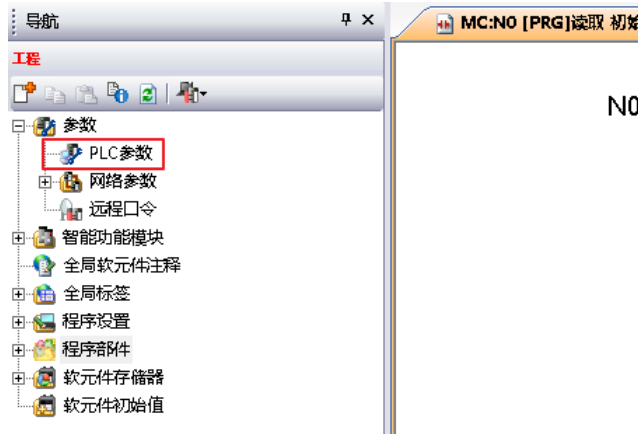 导航
MC:N0 [PRG]读取 初始
工程
N0
参数
PLC参数
网络参数
远程口令
智能功能模块
全局软元件注释
全局标签
程序设置
程序部件
软元件存储器
软元件初始值